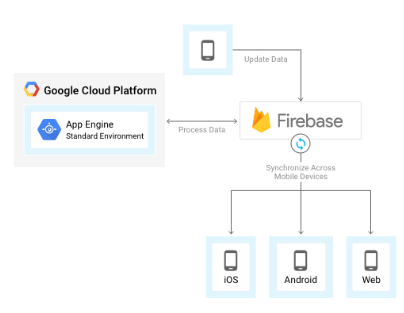 Update Data
Google Cloud Platform
App Engine
Standard Environment
Process Data
Firebase
Synchronize Across
Mobile Devices
iOS
Android
Web